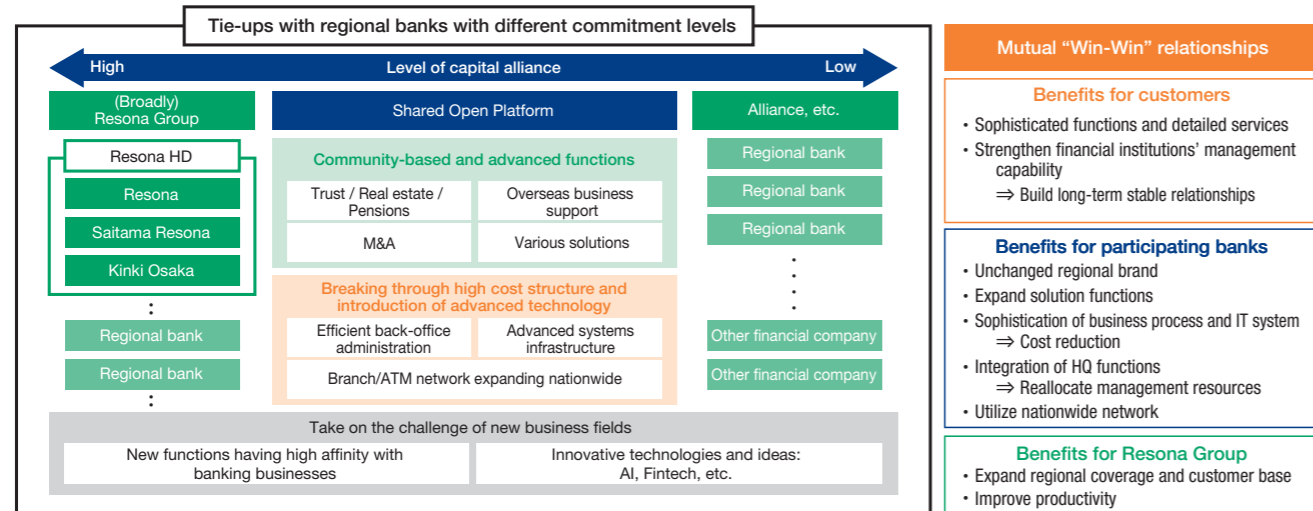 Tie-ups with regional banks with different commitment levels
High
Level of capital alliance
Low
(Broadly)
Resona Group
Resona HD
Resona
Saitama Resona
Kinki Osaka
:
Regional bank
Regional bank
:
Shared Open Platform
Community-based and advanced functions
Trust / Real estate /
Pensions
Overseas business
support
M&A
Various solutions
Breaking through high cost structure and
introduction of advanced technology
Efficient back-office
administration
Advanced systems
infrastructure
Branch/ATM network expanding nationwide
Alliance, etc.
Regional bank
Regional bank
Regional bank
Other financial company
Other financial company
Take on the challenge of new business fields
New functions having high affinity with
banking businesses
Innovative technologies and ideas:
AI, Fintech, etc.
Mutual “Win-Win” relationships
Benefits for customers
• Sophisticated functions and detailed services
• Strengthen financial institutions’ management
capability
⇒ Build long-term stable relationships
Benefits for participating banks
• Unchanged regional brand
• Expand solution functions
• Sophistication of business process and IT system
⇒ Cost reduction
• Integration of HQ functions
⇒ Reallocate management resources
• Utilize nationwide network
Benefits for Resona Group
• Expand regional coverage and customer base
• Improve productivity